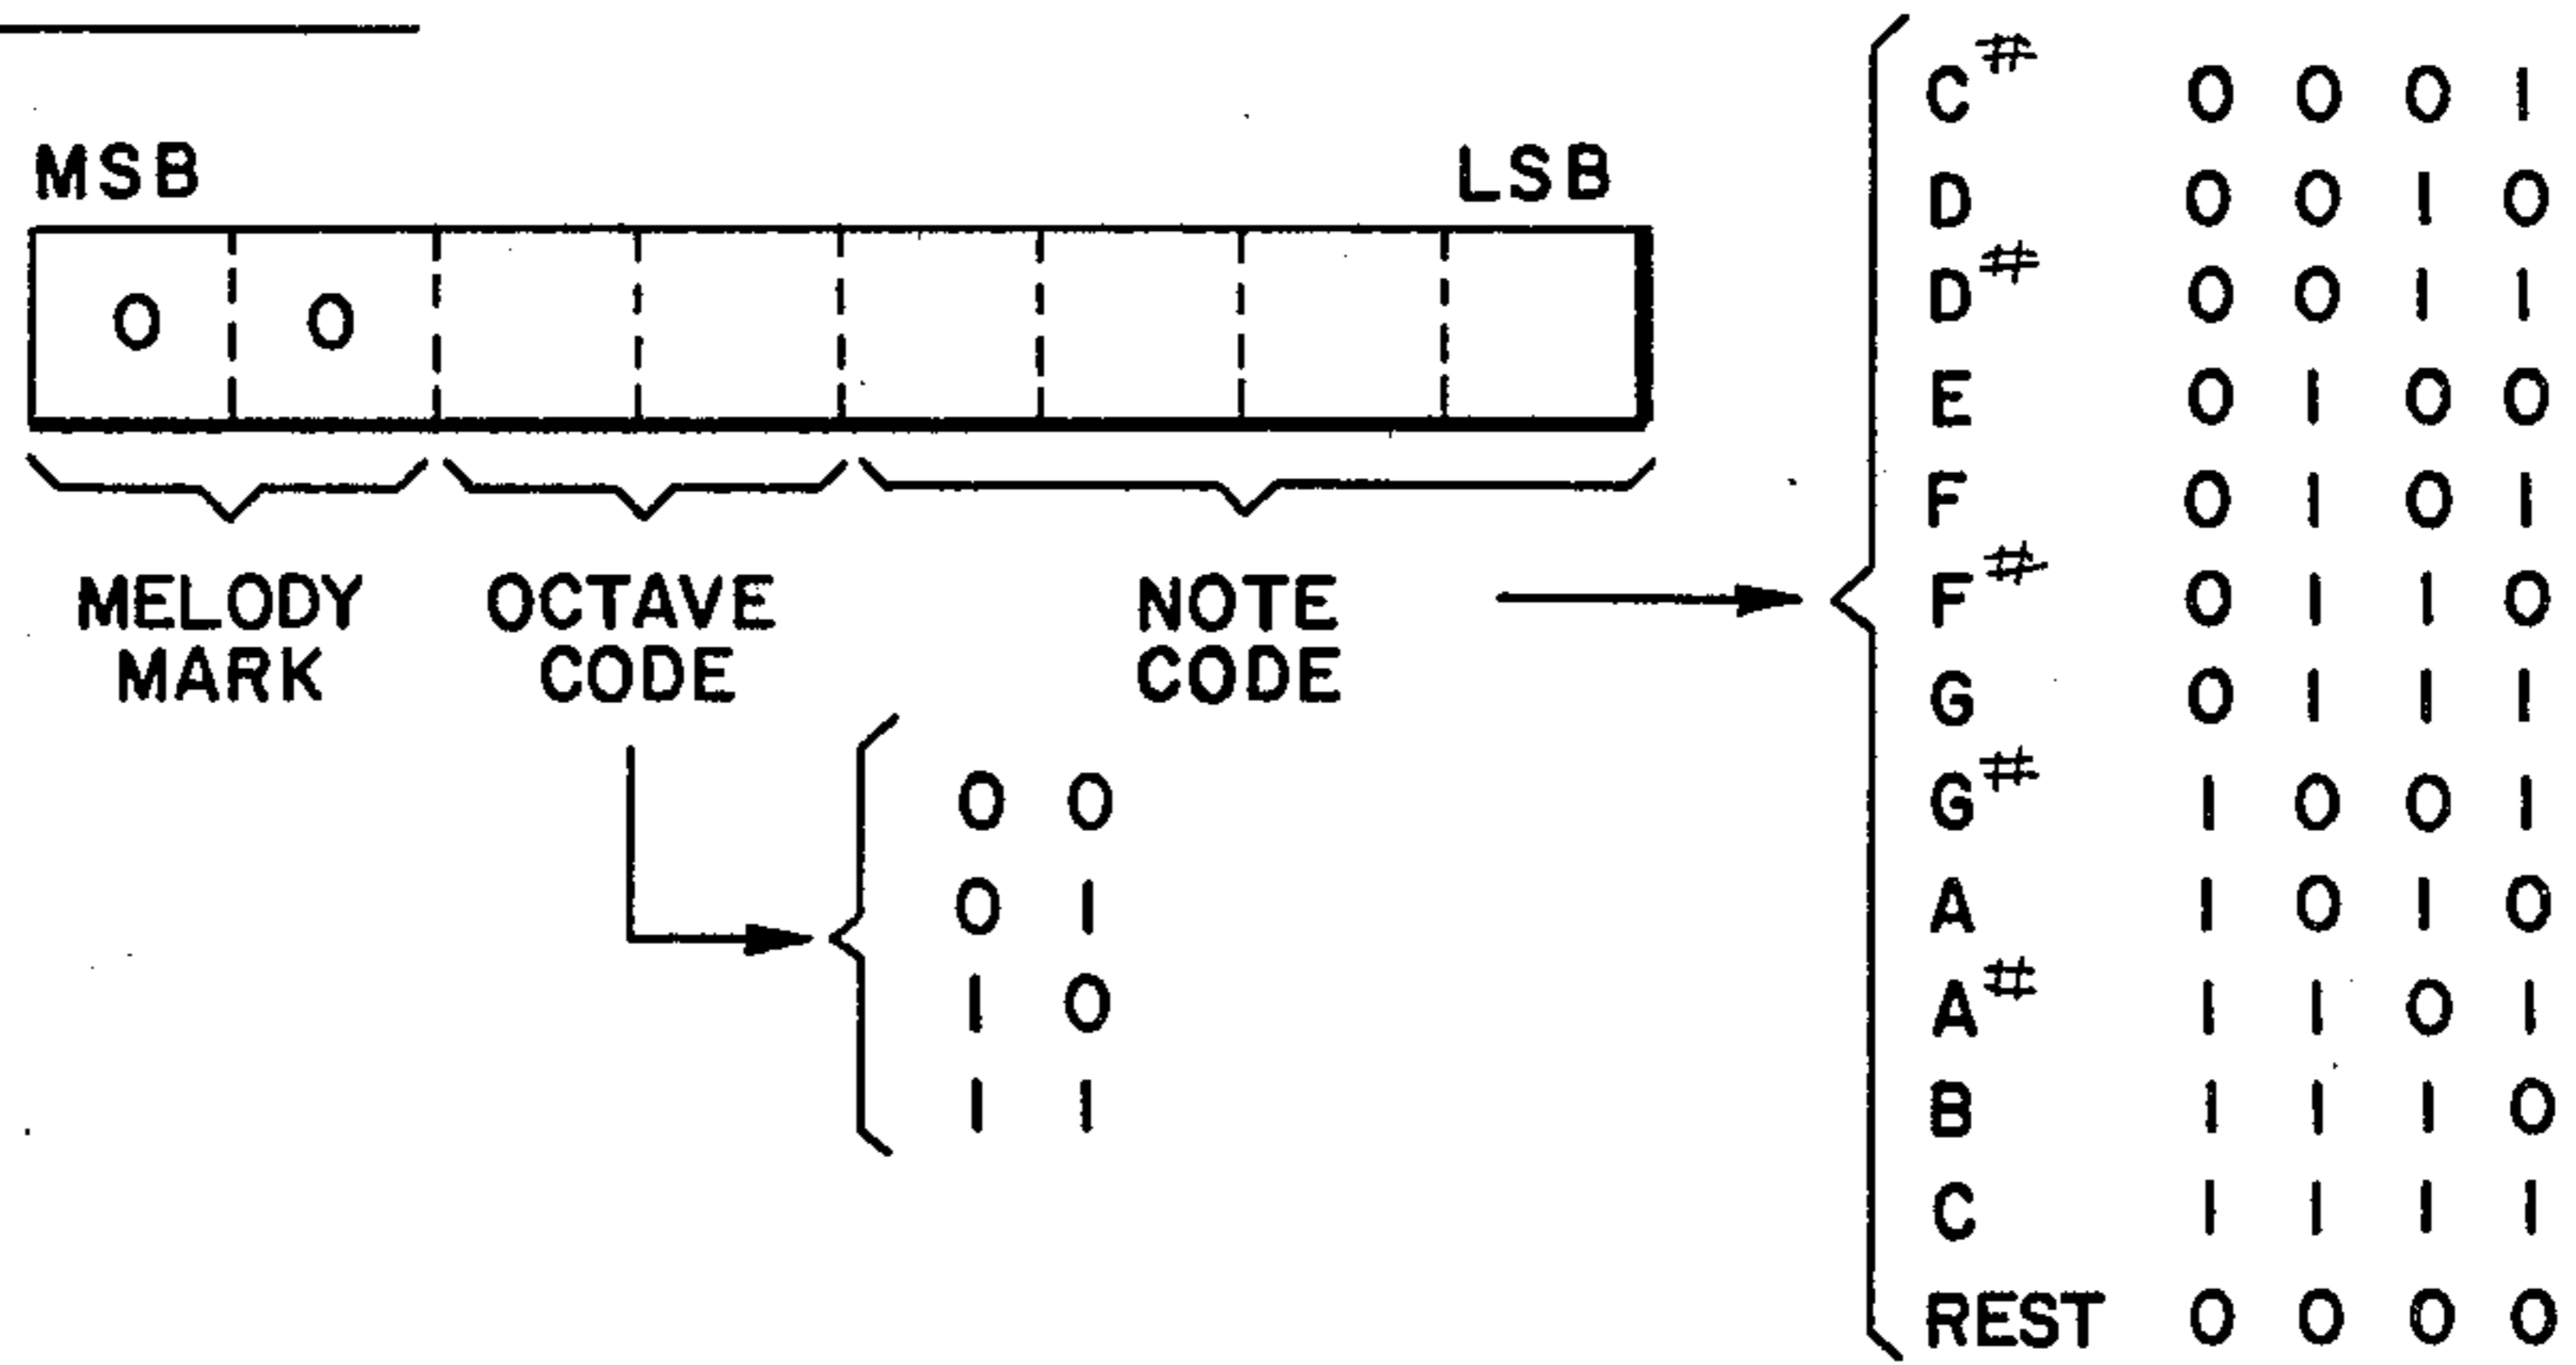 MSB LSB
0 0
MELODY MARK
OCTAVE CODE
NOTE CODE
0 0
0 1
1 0
1 1
C# 0 0 0 1
D 0 0 1 0
D# 0 0 1 1
E 0 1 0 0
F 0 1 0 1
F# 0 1 1 0
G 0 1 1 1
G# 1 0 0 1
A 1 0 1 0
A# 1 1 0 1
B 1 1 1 0
C 1 1 1 1
REST 0 0 0 0